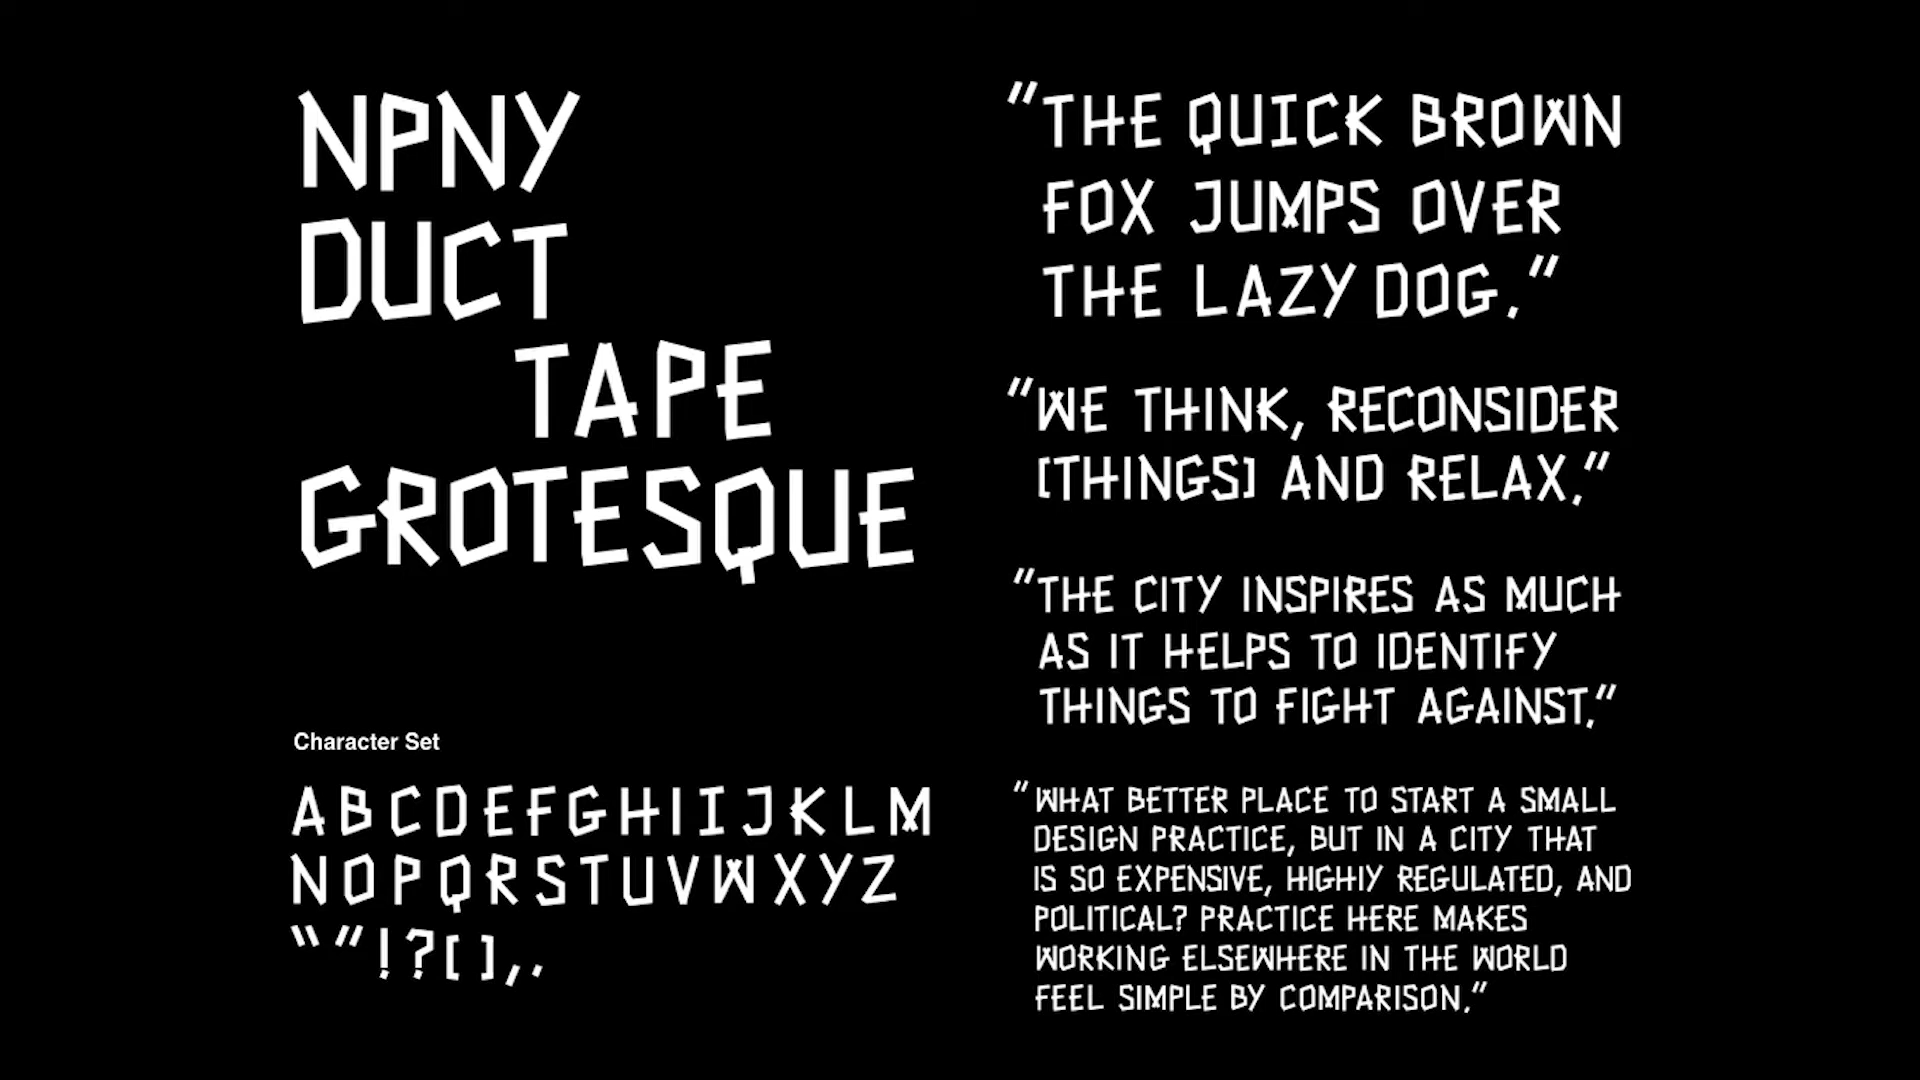 NPNY
DUCT
TAPE
GROTESQUE
Character Set
ABCDEFGHIIJKLM
NOPQRSTUVWXYZ
“”!?[],.
”THE QUICK BROWN
FOX JUMPS OVER
THE LAZY DOG.”
”WE THINK, RECONSIDER
[THINGS] AND RELAX.”
”THE CITY INSPIRES AS MUCH
AS IT HELPS TO IDENTIFY
THINGS TO FIGHT AGAINST.”
”WHAT BETTER PLACE TO START A SMALL
DESIGN PRACTICE, BUT IN A CITY THAT
IS SO EXPENSIVE, HIGHIY REGULATED, AND
POLITICAL? PRACTICE HERE MAKES
WORKING ELSEWHERE IN THE WORLD
FEEL SIMPLE BY COMPARISON.”